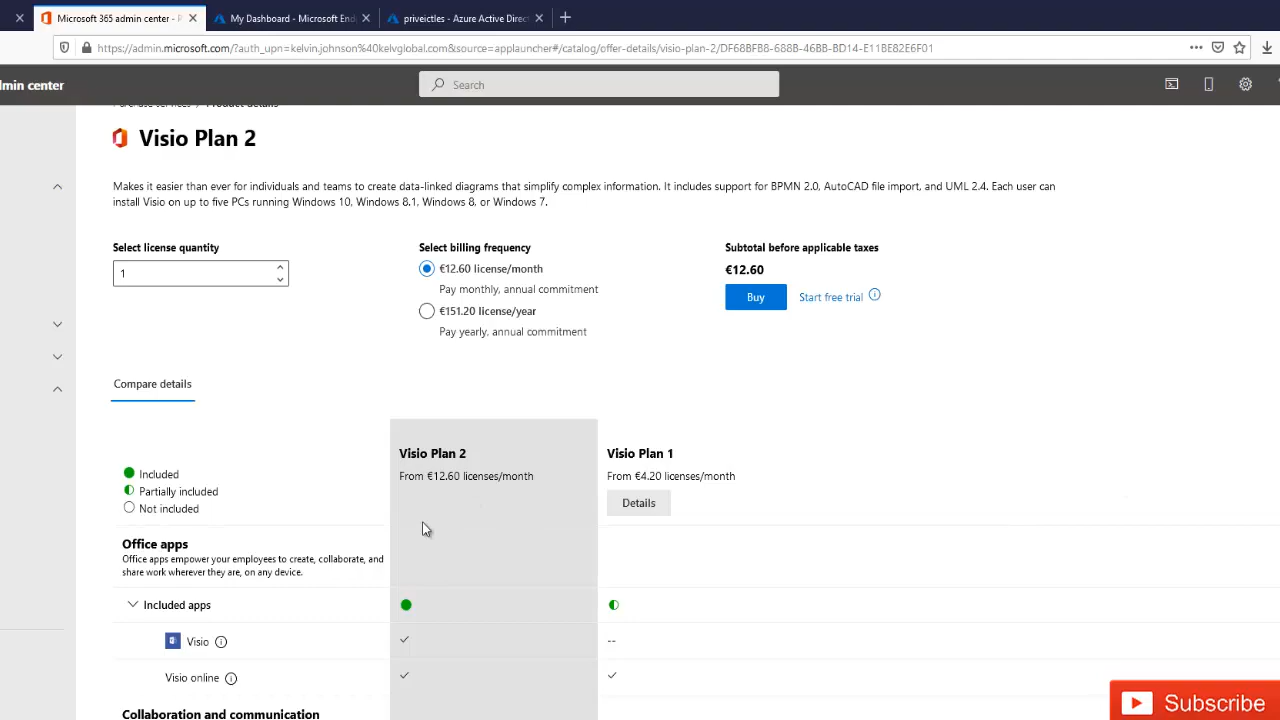 Microsoft 365 admin center - P
My Dashboard - Microsoft End
priveictles - Azure Active Direct
https://admin.microsoft.com/?auth_upn=kelvin.johnson%40kelvglobal.com&source=applauncher#/catalog/offer-details/visio-plan-2/DF68BFB8-688B-46BB-BD14-E11BE82E6F01
dmin center
Search
Purchase services
Product details
Visio Plan 2
Makes it easier than ever for individuals and teams to create data-linked diagrams that simplify complex information. It includes support for BPMN 2.0, AutoCAD file import, and UML 2.4. Each user can
install Visio on up to five PCs running Windows 10, Windows 8.1, Windows 8, or Windows 7.
Select license quantity
1
Select billing frequency
€12.60 license/month
Pay monthly, annual commitment
€151.20 license/year
Pay yearly, annual commitment
Subtotal before applicable taxes
€12.60
Buy
Start free trial
Compare details
Included
Partially included
Not included
Visio Plan 2
From €12.60 licenses/month
Visio Plan 1
From €4.20 licenses/month
Details
Office apps
Office apps empower your employees to create, collaborate, and
share work wherever they are, on any device.
Included apps
Visio
--
Visio online
Collaboration and communication
Subscribe